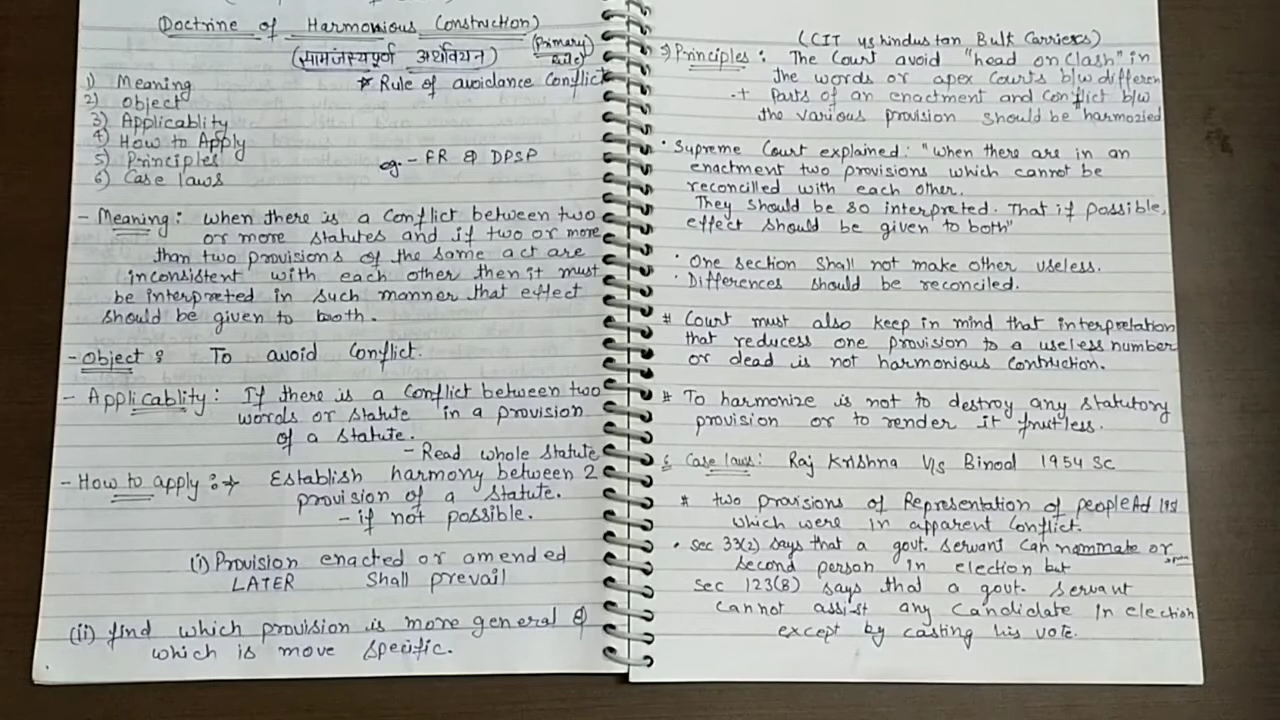 Doctrine of Harmonious Construction)
(सामंजस्यपूर्ण अर्थान्वयन) (Primary) Rule)
1) Meaning * Rule of avoidance Conflict
2) Object
3) Applicablity
4) How to Apply
5) Principles eg:- FR & DPSP
6) Case laws
- Meaning: when there is a conflict between two
or more statutes and if two or more
than two provisions of the same act are
inconsistent with each other then it must
be interpreted in such manner that effect
should be given to both.
- Object: To avoid Conflict.
- Applicablity: If there is a conflict between two
words or statute in a provision
of a statute.
- Read whole statute
- How to apply :→ Establish harmony between 2
provision of a statute.
- if not possible.
(i) Provision enacted or amended
LATER shall prevail
(ii) find which provision is more general &
which is move specific.
(CIT vs hindustan Bulk Carriers)
5) Principles: The Court avoid "head on Clash" in
the words or apex Courts b/w differen
-t parts of an enactment and conflict b/w
the various provision should be harmozied
• Supreme Court explained: "when there are in an
enactment two provisions which cannot be
reconcilled with each other.
They should be so interpreted. That if possible,
effect should be given to both"
• One section shall not make other useless.
• Differences should be reconciled.
# Court must also keep in mind that interpretation
that reducess one provision to a useless number
or dead is not harmonious contruction.
# To harmonize is not to destroy any statutory
provision or to render it fruitless.
6 Case laws: Raj Krishna V/s Binod 1954 SC
# two provisions of Representation of people Act 1951
which were in apparent conflict.
• Sec 33(2) says that a govt. servant can nominate or
second person in election but
Sec 123(8) says that a govt. servant
cannot assist any candidate in election
except by casting his vote.